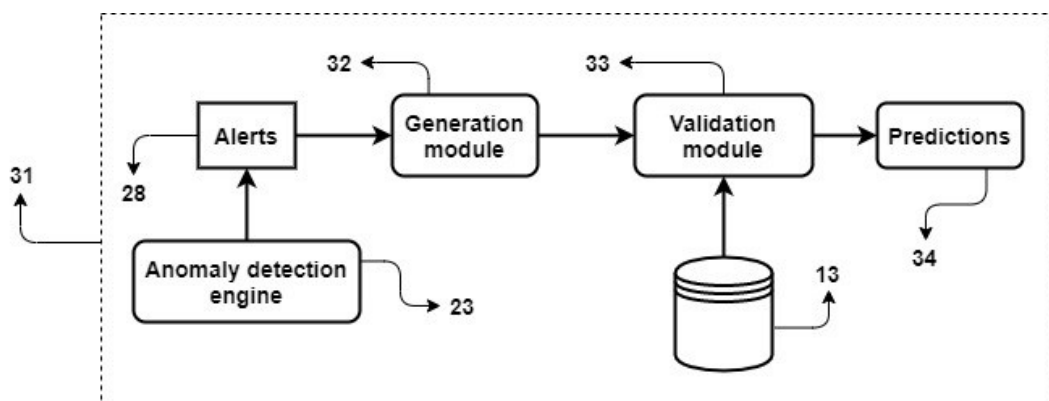 32
33
Alerts
Generation
module
Validation
module
Predictions
31
28
Anomaly detection
engine
23
13
34